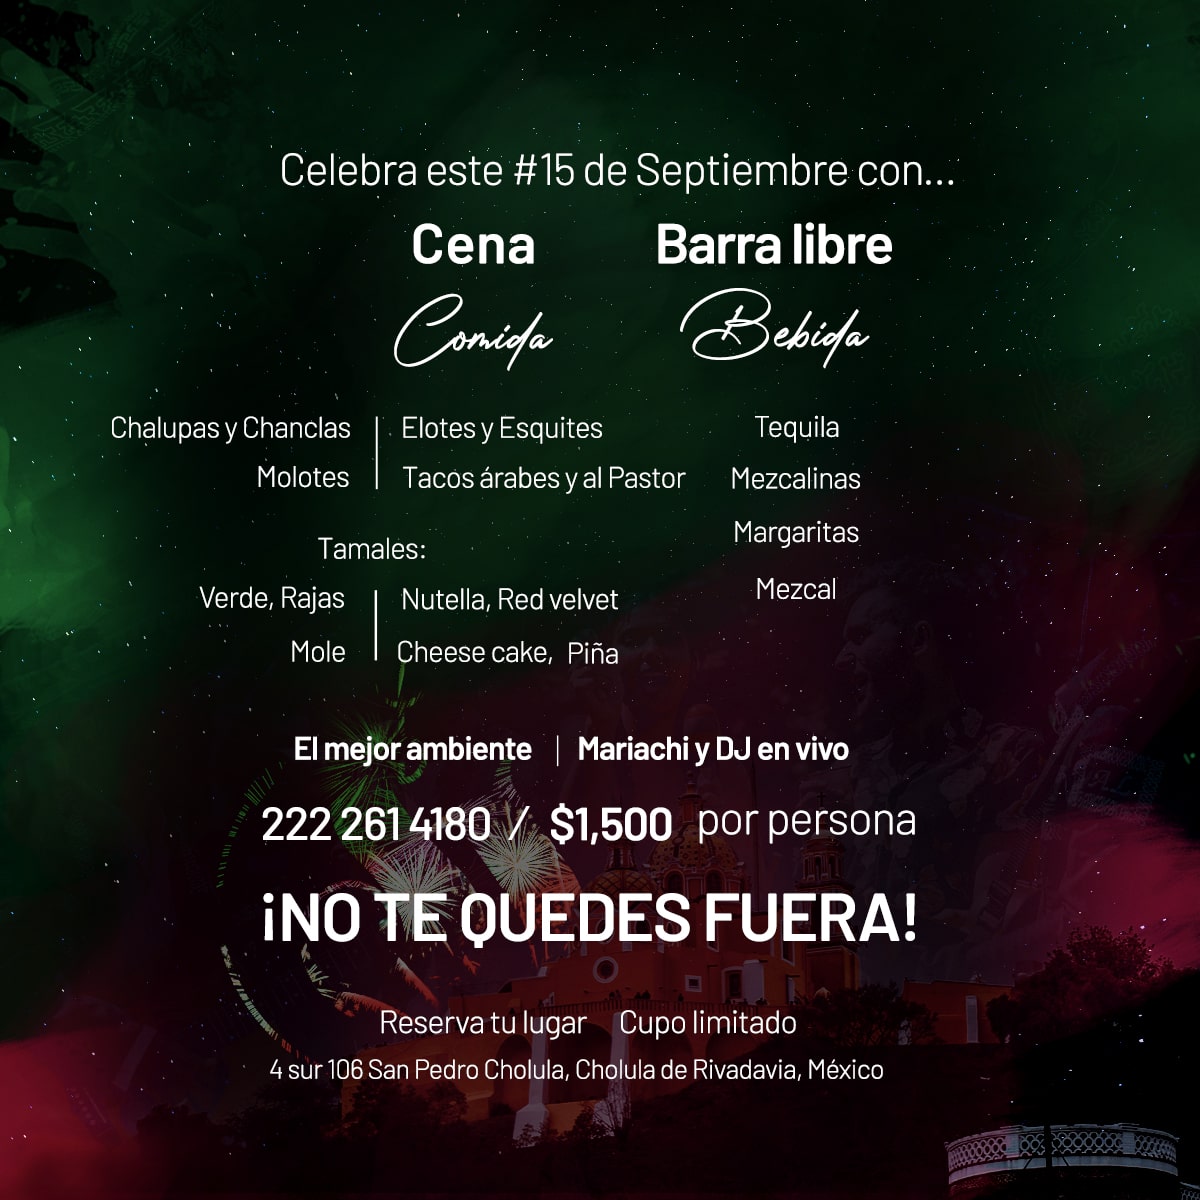 Celebra este #15 de Septiembre con...
Cena
Barra libre
Comida
Bebida
Chalupas y Chanclas
Molotes
Elotes y Esquites
Tacos árabes y al Pastor
Tamales:
Verde, Rajas
Mole
Nutella, Red velvet
Cheese cake, Piña
Tequila
Mezcalinas
Margaritas
Mezcal
El mejor ambiente | Mariachi y DJ en vivo
222 261 4180 / $1,500 por persona
¡NO TE QUEDES FUERA!
Reserva tu lugar Cupo limitado
4 sur 106 San Pedro Cholula, Cholula de Rivadavia, México